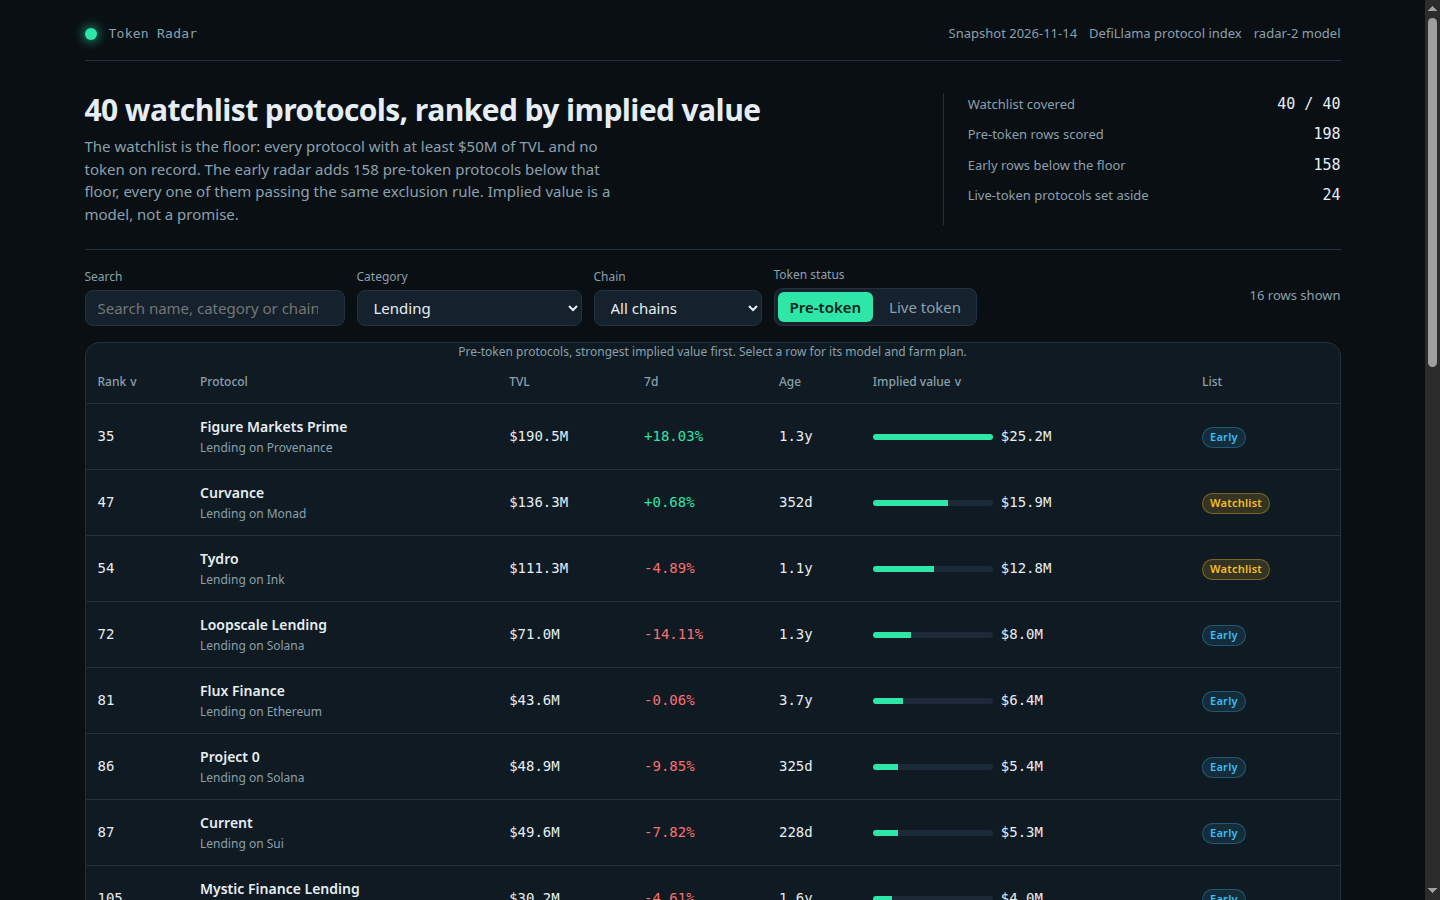 Token Radar
Snapshot 2026-11-14 DefiLlama protocol index radar-2 model
40 watchlist protocols, ranked by implied value
The watchlist is the floor: every protocol with at least $50M of TVL and no
token on record. The early radar adds 158 pre-token protocols below that
floor, every one of them passing the same exclusion rule. Implied value is a
model, not a promise.
Watchlist covered 40 / 40
Pre-token rows scored 198
Early rows below the floor 158
Live-token protocols set aside 24
Search Category Chain Token status
Search name, category or chain Lending All chains Pre-token Live token
16 rows shown
Pre-token protocols, strongest implied value first. Select a row for its model and farm plan.
Rank v Protocol TVL 7d Age Implied value v List
35 Figure Markets Prime $190.5M +18.03% 1.3y $25.2M Early
Lending on Provenance
47 Curvance $136.3M +0.68% 352d $15.9M Watchlist
Lending on Monad
54 Tydro $111.3M -4.89% 1.1y $12.8M Watchlist
Lending on Ink
72 Loopscale Lending $71.0M -14.11% 1.3y $8.0M Early
Lending on Solana
81 Flux Finance $43.6M -0.06% 3.7y $6.4M Early
Lending on Ethereum
86 Project 0 $48.9M -9.85% 325d $5.4M Early
Lending on Solana
87 Current $49.6M -7.82% 228d $5.3M Early
Lending on Sui
105 Mystic Finance Lending $30.2M -4.61% 1.6y $4.0M Early